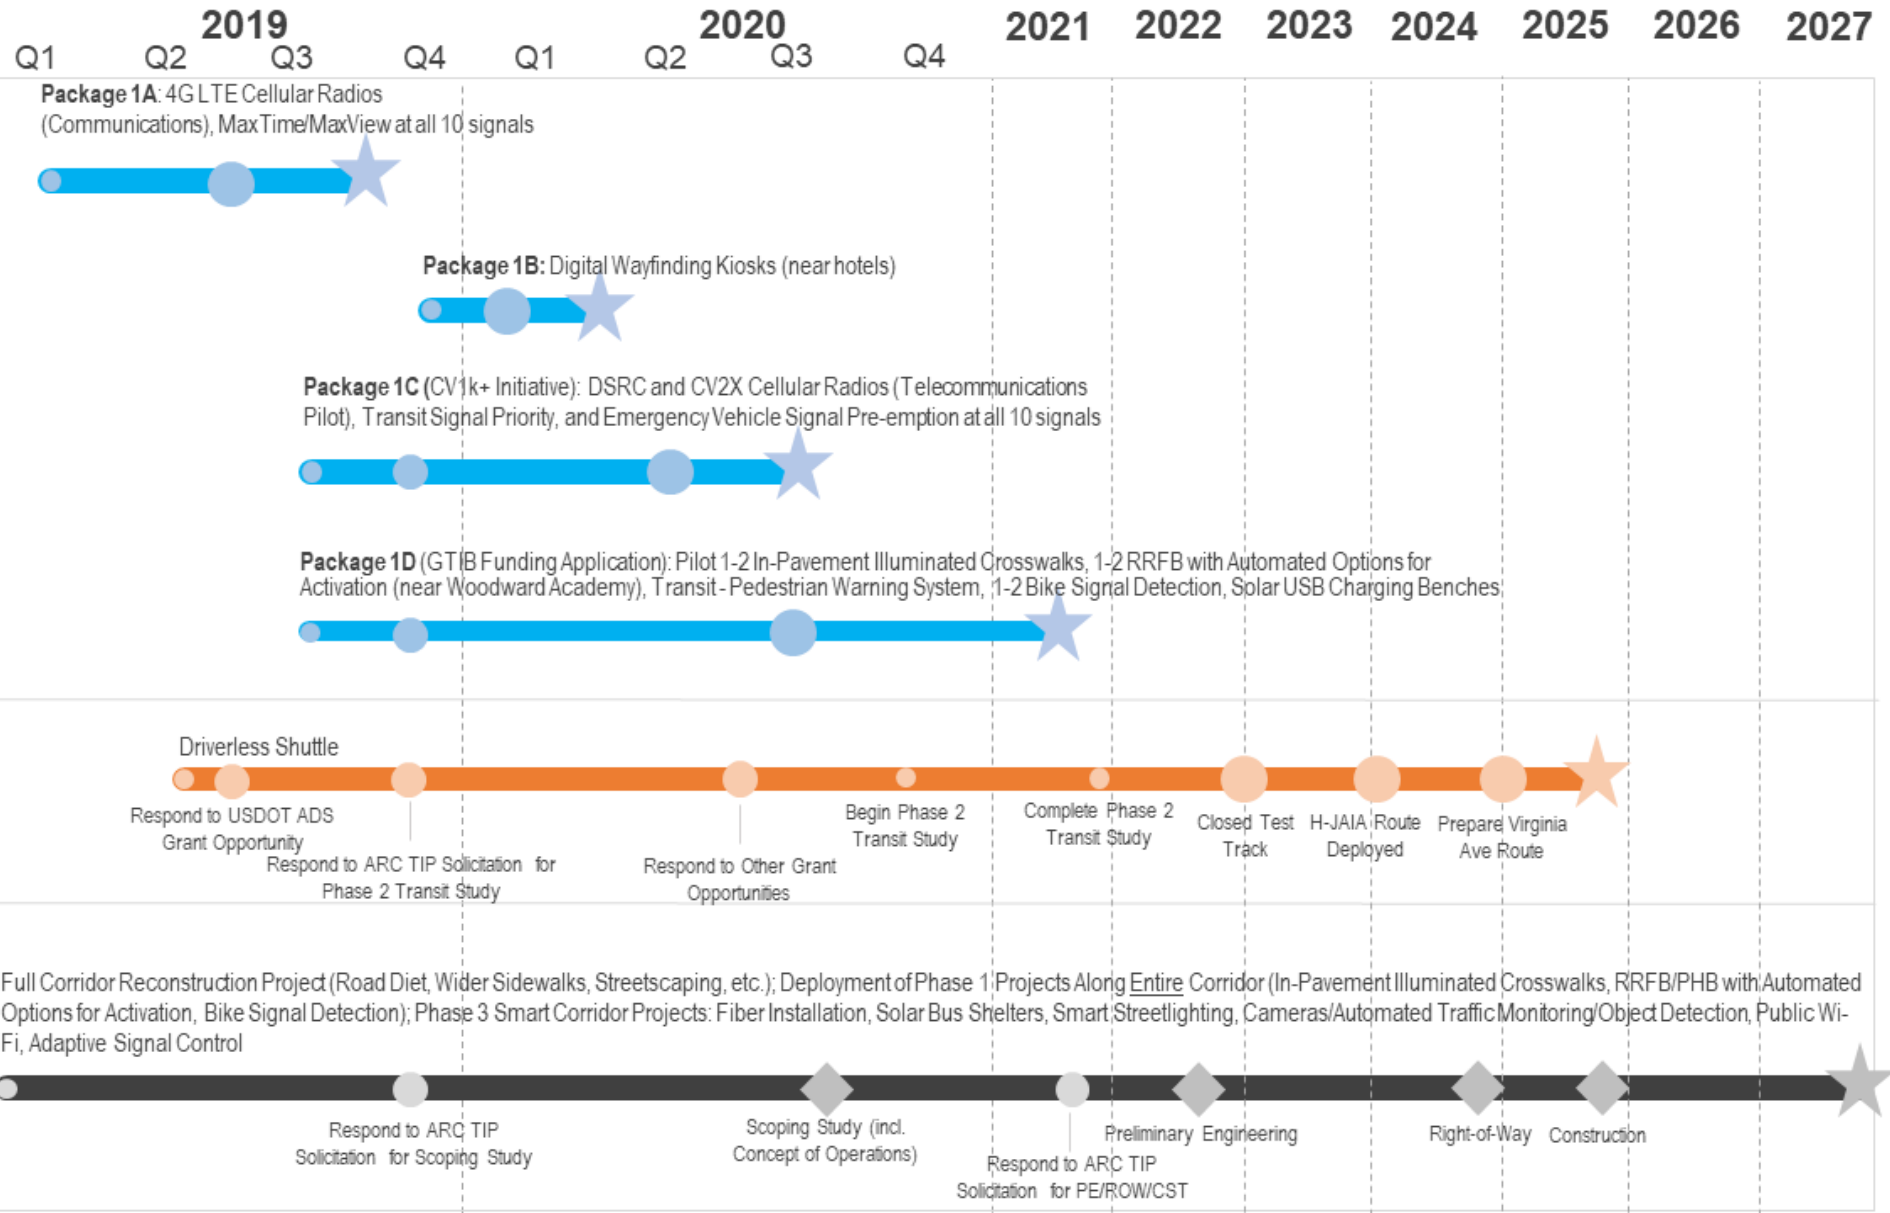 2019 2020 2021 2022 2023 2024 2025 2026 2027
Q1 Q2 Q3 Q4 Q1 Q2 Q3 Q4
Package 1A: 4G LTE Cellular Radios
(Communications), MaxTime/MaxView at all 10 signals
Package 1B: Digital Wayfinding Kiosks (near hotels)
Package 1C (CV1k+ Initiative): DSRC and CV2X Cellular Radios (Telecommunications
Pilot), Transit Signal Priority, and Emergency Vehicle Signal Pre-emption at all 10 signals
Package 1D (GTIB Funding Application): Pilot 1-2 In-Pavement Illuminated Crosswalks, 1-2 RRFB with Automated Options for
Activation (near Woodward Academy), Transit - Pedestrian Warning System, 1-2 Bike Signal Detection, Solar USB Charging Benches
Driverless Shuttle
Respond to USDOT ADS
Grant Opportunity
Respond to ARC TIP Solicitation for
Phase 2 Transit Study
Respond to Other Grant
Opportunities
Begin Phase 2
Transit Study
Complete Phase 2
Transit Study
Closed Test
Track
H-JAIA Route
Deployed
Prepare Virginia
Ave Route
Full Corridor Reconstruction Project (Road Diet, Wider Sidewalks, Streetscaping, etc.); Deployment of Phase 1 Projects Along Entire Corridor (In-Pavement Illuminated Crosswalks, RRFB/PHB with Automated
Options for Activation, Bike Signal Detection); Phase 3 Smart Corridor Projects: Fiber Installation, Solar Bus Shelters, Smart Streetlighting, Cameras/Automated Traffic Monitoring/Object Detection, Public Wi-
Fi, Adaptive Signal Control
Respond to ARC TIP
Solicitation for Scoping Study
Scoping Study (incl.
Concept of Operations)
Respond to ARC TIP
Solicitation for PE/ROW/CST
Preliminary Engineering
Right-of-Way
Construction